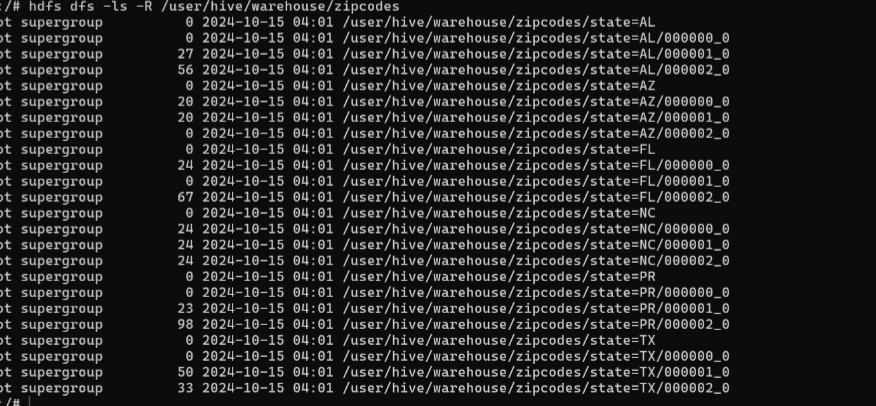 :/# hdfs dfs -ls -R /user/hive/warehouse/zipcodes
ot supergroup 0 2024-10-15 04:01 /user/hive/warehouse/zipcodes/state=AL
ot supergroup 0 2024-10-15 04:01 /user/hive/warehouse/zipcodes/state=AL/000000_0
ot supergroup 27 2024-10-15 04:01 /user/hive/warehouse/zipcodes/state=AL/000001_0
ot supergroup 56 2024-10-15 04:01 /user/hive/warehouse/zipcodes/state=AL/000002_0
ot supergroup 0 2024-10-15 04:01 /user/hive/warehouse/zipcodes/state=AZ
ot supergroup 20 2024-10-15 04:01 /user/hive/warehouse/zipcodes/state=AZ/000000_0
ot supergroup 20 2024-10-15 04:01 /user/hive/warehouse/zipcodes/state=AZ/000001_0
ot supergroup 0 2024-10-15 04:01 /user/hive/warehouse/zipcodes/state=AZ/000002_0
ot supergroup 0 2024-10-15 04:01 /user/hive/warehouse/zipcodes/state=FL
ot supergroup 24 2024-10-15 04:01 /user/hive/warehouse/zipcodes/state=FL/000000_0
ot supergroup 0 2024-10-15 04:01 /user/hive/warehouse/zipcodes/state=FL/000001_0
ot supergroup 67 2024-10-15 04:01 /user/hive/warehouse/zipcodes/state=FL/000002_0
ot supergroup 0 2024-10-15 04:01 /user/hive/warehouse/zipcodes/state=NC
ot supergroup 24 2024-10-15 04:01 /user/hive/warehouse/zipcodes/state=NC/000000_0
ot supergroup 24 2024-10-15 04:01 /user/hive/warehouse/zipcodes/state=NC/000001_0
ot supergroup 24 2024-10-15 04:01 /user/hive/warehouse/zipcodes/state=NC/000002_0
ot supergroup 0 2024-10-15 04:01 /user/hive/warehouse/zipcodes/state=PR
ot supergroup 0 2024-10-15 04:01 /user/hive/warehouse/zipcodes/state=PR/000000_0
ot supergroup 23 2024-10-15 04:01 /user/hive/warehouse/zipcodes/state=PR/000001_0
ot supergroup 98 2024-10-15 04:01 /user/hive/warehouse/zipcodes/state=PR/000002_0
ot supergroup 0 2024-10-15 04:01 /user/hive/warehouse/zipcodes/state=TX
ot supergroup 0 2024-10-15 04:01 /user/hive/warehouse/zipcodes/state=TX/000000_0
ot supergroup 50 2024-10-15 04:01 /user/hive/warehouse/zipcodes/state=TX/000001_0
ot supergroup 33 2024-10-15 04:01 /user/hive/warehouse/zipcodes/state=TX/000002_0
:/#